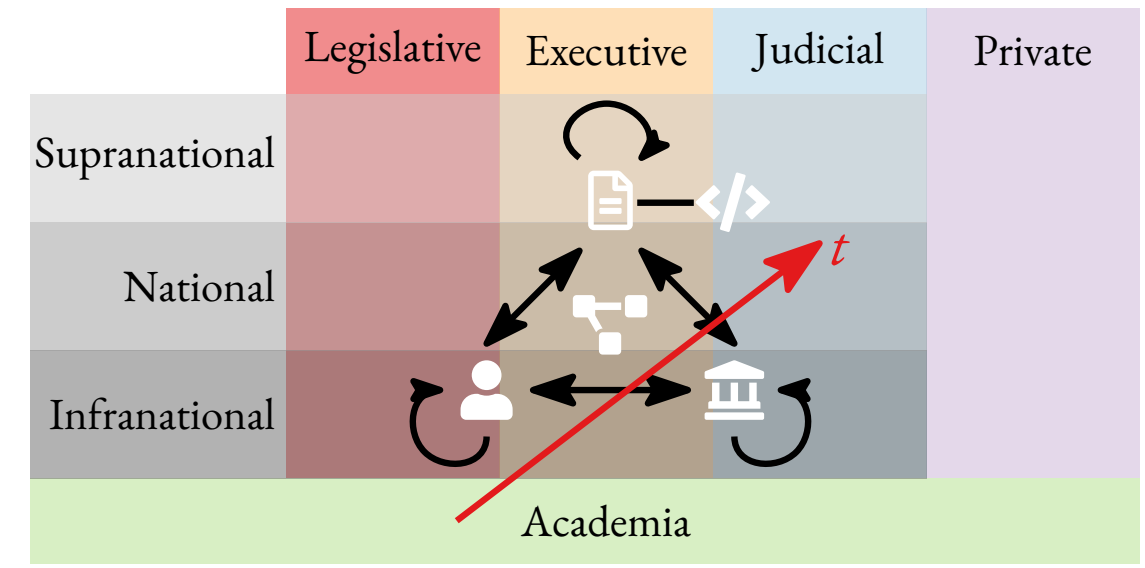 Legislative
Executive
Judicial
Private
Supranational
National
t
Infranational
Academia